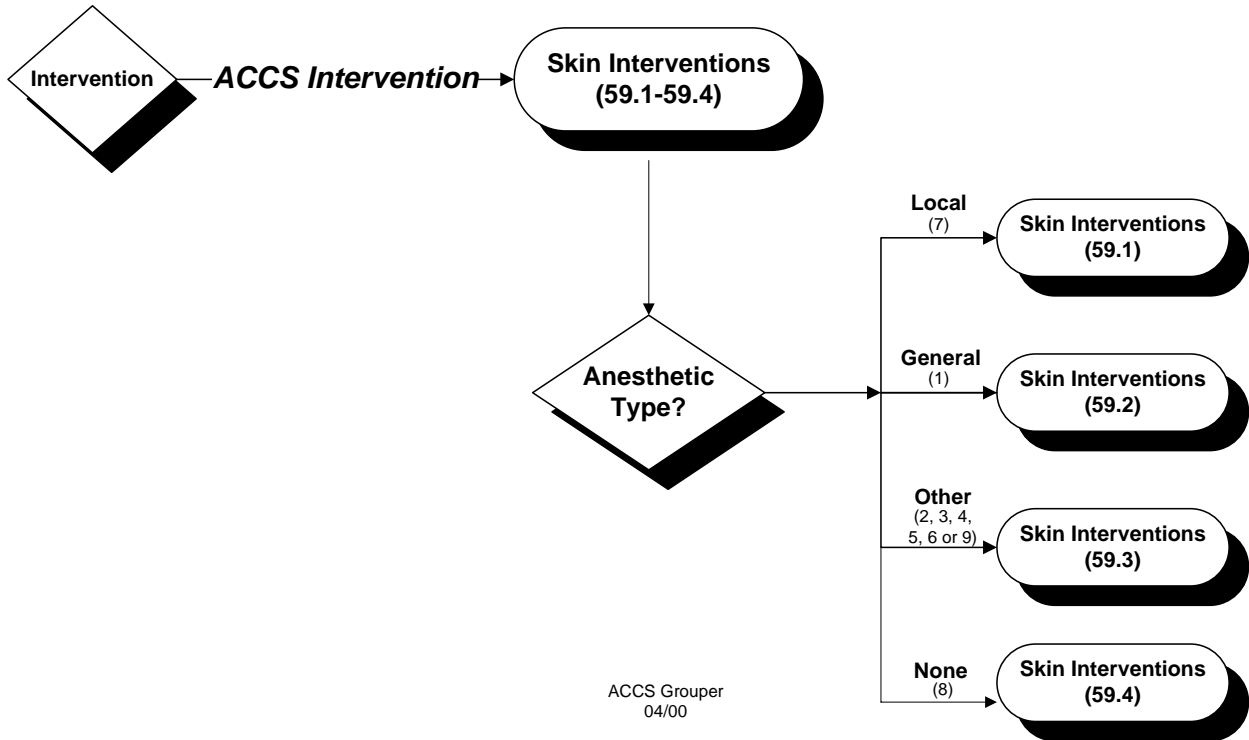 Intervention
ACCS Intervention
Skin Interventions
(59.1-59.4)
Anesthetic
Type?
Local
(7)
Skin Interventions
(59.1)
General
(1)
Skin Interventions
(59.2)
Other
(2, 3, 4,
5, 6 or 9)
Skin Interventions
(59.3)
None
(8)
Skin Interventions
(59.4)
ACCS Grouper
04/00